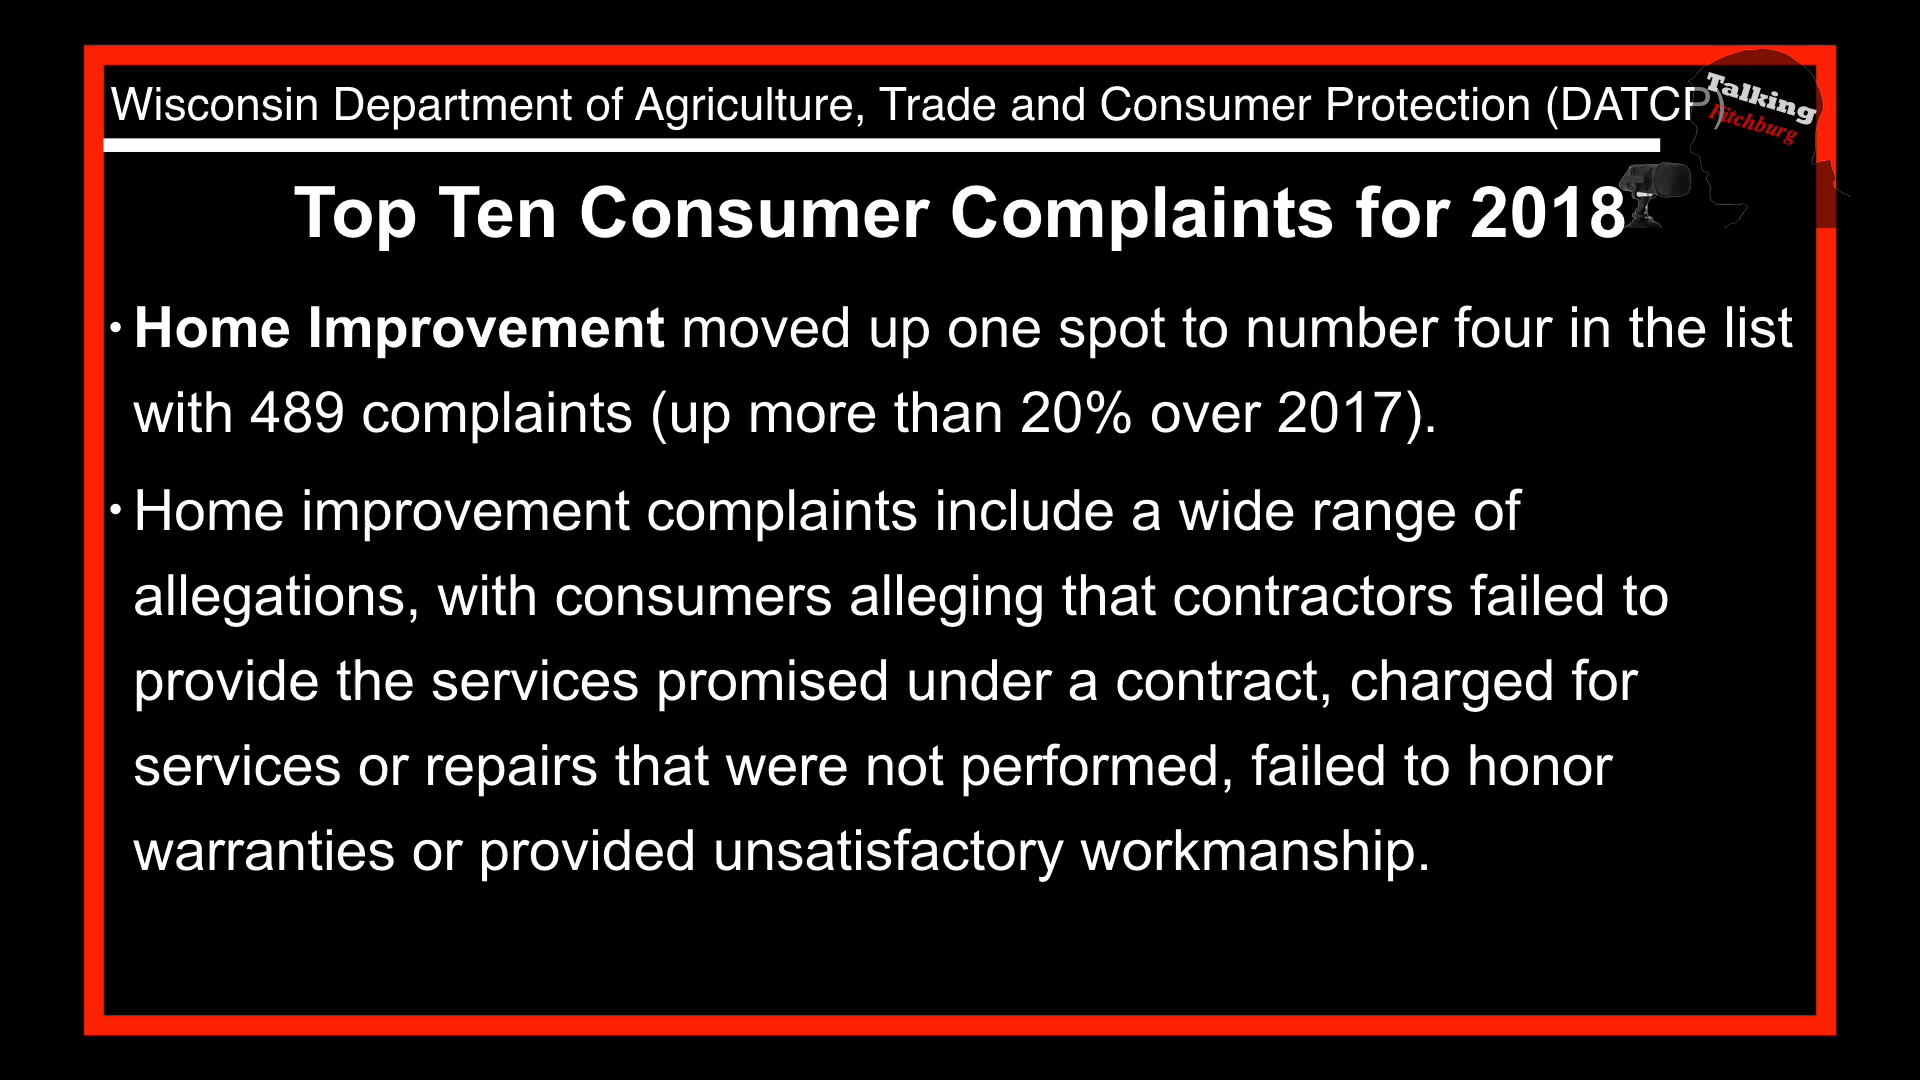 Wisconsin Department of Agriculture, Trade and Consumer Protection (DATCP)
Talking
Fitchburg
Top Ten Consumer Complaints for 2018
• Home Improvement moved up one spot to number four in the list
with 489 complaints (up more than 20% over 2017).
• Home improvement complaints include a wide range of
allegations, with consumers alleging that contractors failed to
provide the services promised under a contract, charged for
services or repairs that were not performed, failed to honor
warranties or provided unsatisfactory workmanship.